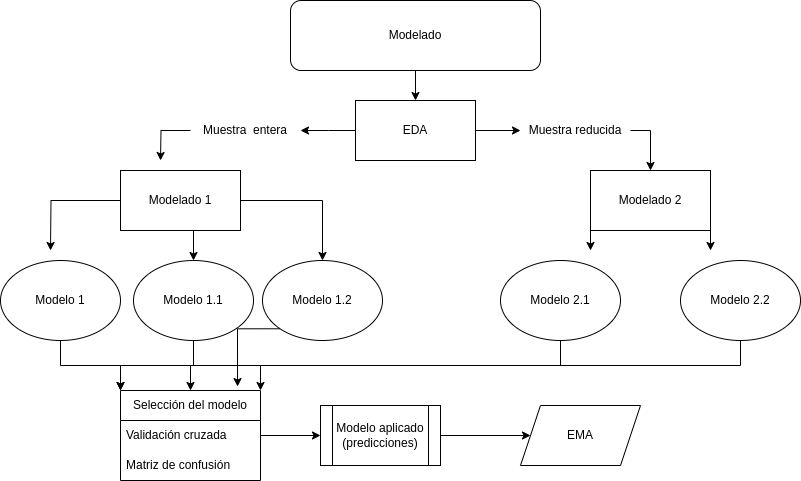 Modelado
EDA
Muestra entera
Muestra reducida
Modelado 1
Modelado 2
Modelo 1
Modelo 1.1
Modelo 1.2
Modelo 2.1
Modelo 2.2
Selección del modelo
Validación cruzada
Matriz de confusión
Modelo aplicado
(predicciones)
EMA